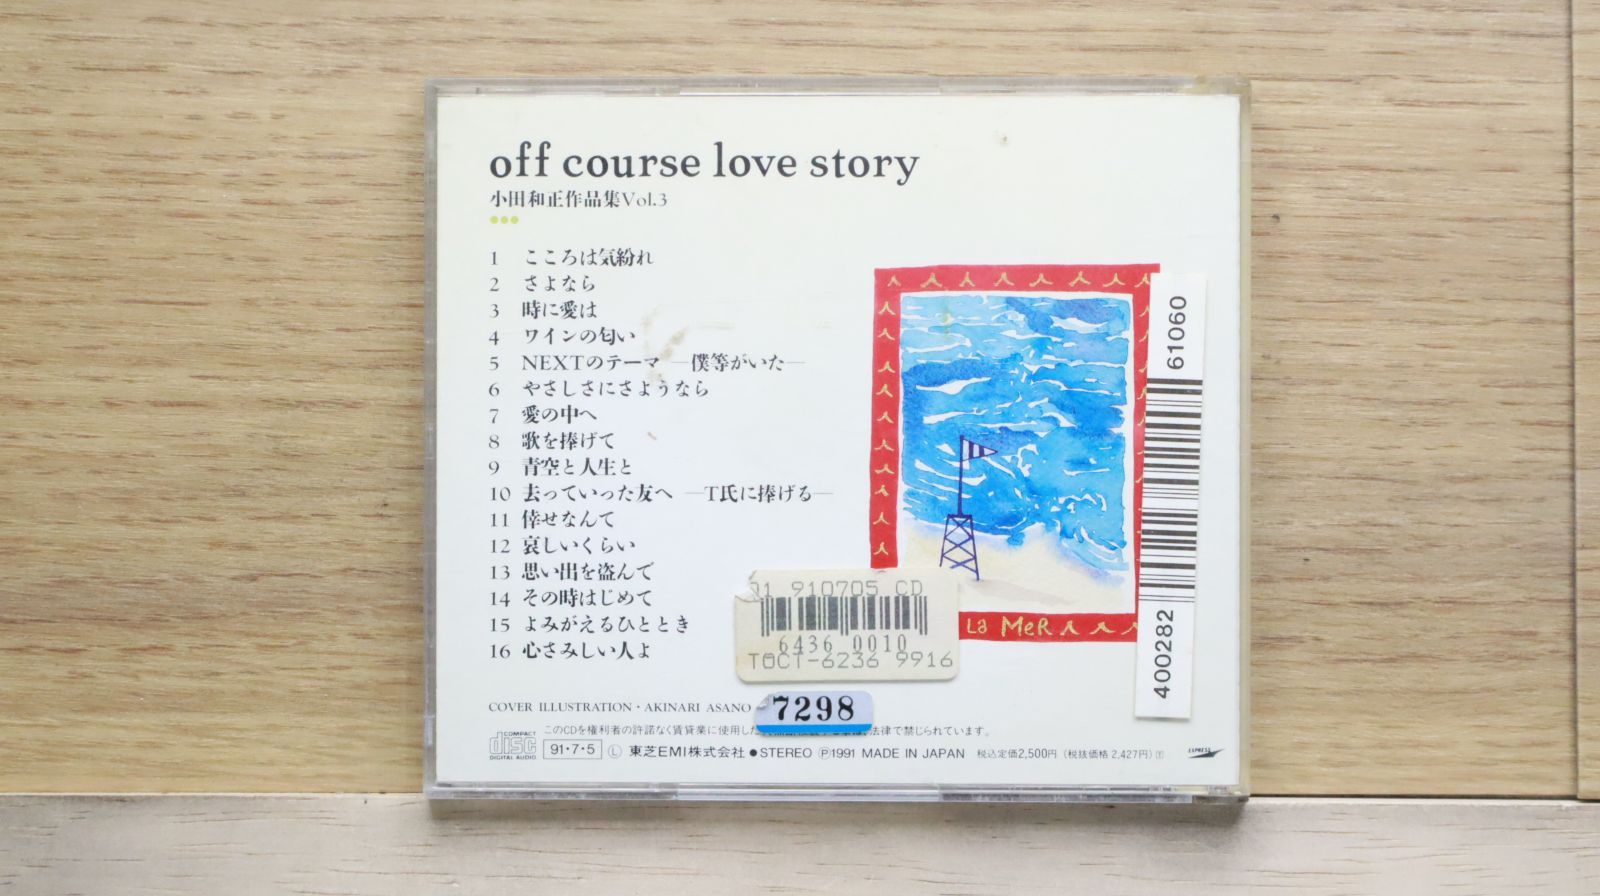 off course love story
小田和正作品集Vol.3
1 こころは気紛れ
2 さよなら
3 時に愛は
4 ワインの匂い
5 NEXTのテーマ —僕等がいた—
6 やさしさにさようなら
7 愛の中へ
8 歌を捧げて
9 青空と人生と
10 去っていった友へ —T氏に捧げる—
11 倖せなんて
12 哀しいくらい
13 思い出を盗んで
14 その時はじめて
15 よみがえるひととき
16 心さみしい人よ
La MeR
61060
400282
910705 CD
6436 0010
TOCT-6236 9916
7298
COVER ILLUSTRATION・AKINARI ASANO
このCDを権利者の許諾なく賃貸業に使用した 法律で禁じられています。
COMPACT disc DIGITAL AUDIO
91・7・5 Ⓛ 東芝EMI株式会社 ●STEREO Ⓟ1991 MADE IN JAPAN 税込定価2,500円（税抜価格2,427円）
EXPRESS